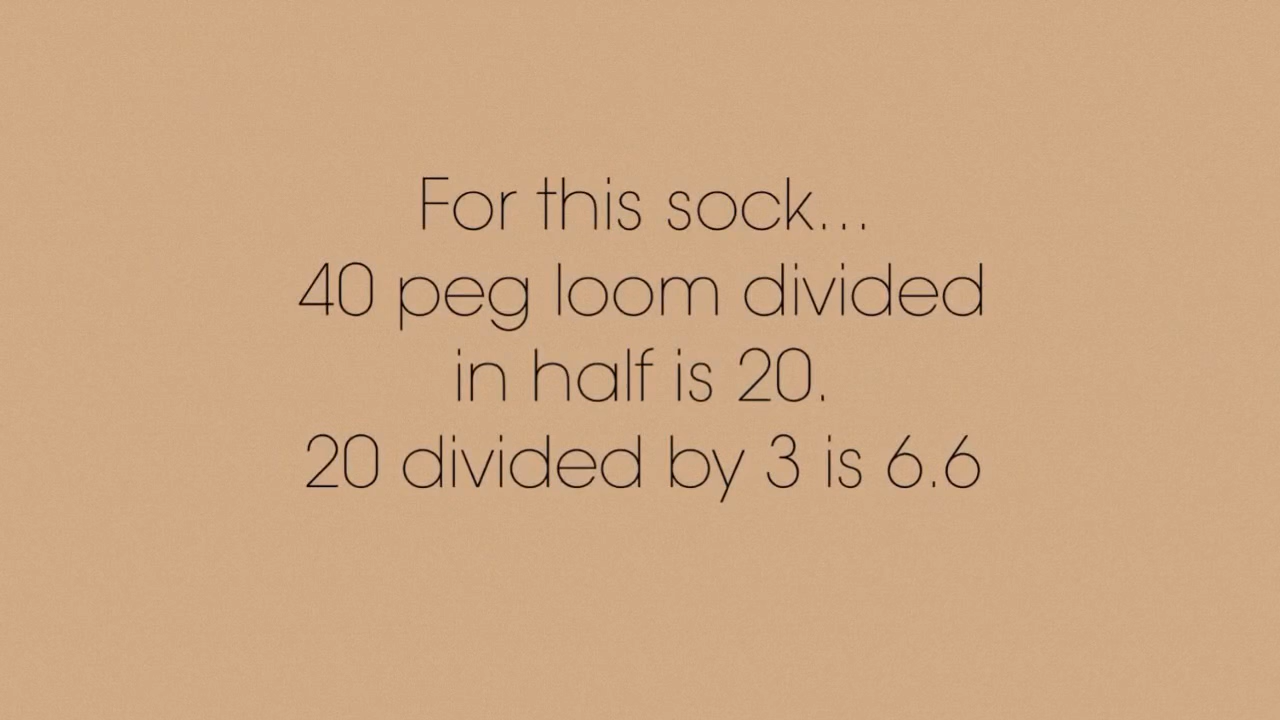 For this sock...
40 peg loom divided
in half is 20.
20 divided by 3 is 6.6